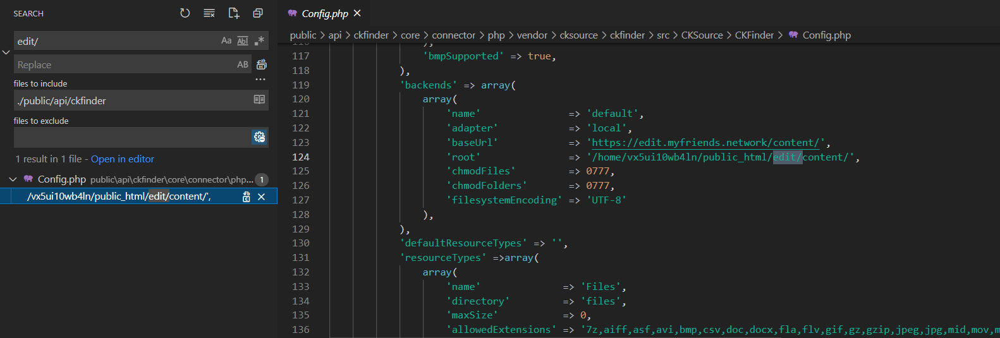 SEARCH
edit/
Aa Abl .*
Replace
AB
files to include
./public/api/ckfinder
files to exclude
1 result in 1 file - Open in editor
Config.php public\api\ckfinder\core\connector\php... 1
/vx5ui10wb4ln/public_html/edit/content/',
Config.php
public > api > ckfinder > core > connector > php > vendor > cksource > ckfinder > src > CKSource > CKFinder > Config.php
116 ),
117 'bmpSupported' => true,
118 ),
119 'backends' => array(
120 array(
121 'name' => 'default',
122 'adapter' => 'local',
123 'baseUrl' => 'https://edit.myfriends.network/content/',
124 'root' => '/home/vx5ui10wb4ln/public_html/edit/content/',
125 'chmodFiles' => 0777,
126 'chmodFolders' => 0777,
127 'filesystemEncoding' => 'UTF-8'
128 ),
129 ),
130 'defaultResourceTypes' => '',
131 'resourceTypes' =>array(
132 array(
133 'name' => 'Files',
134 'directory' => 'files',
135 'maxSize' => 0,
136 'allowedExtensions' => '7z,aiff,asf,avi,bmp,csv,doc,docx,fla,flv,gif,gz,gzip,jpeg,jpg,mid,mov,m